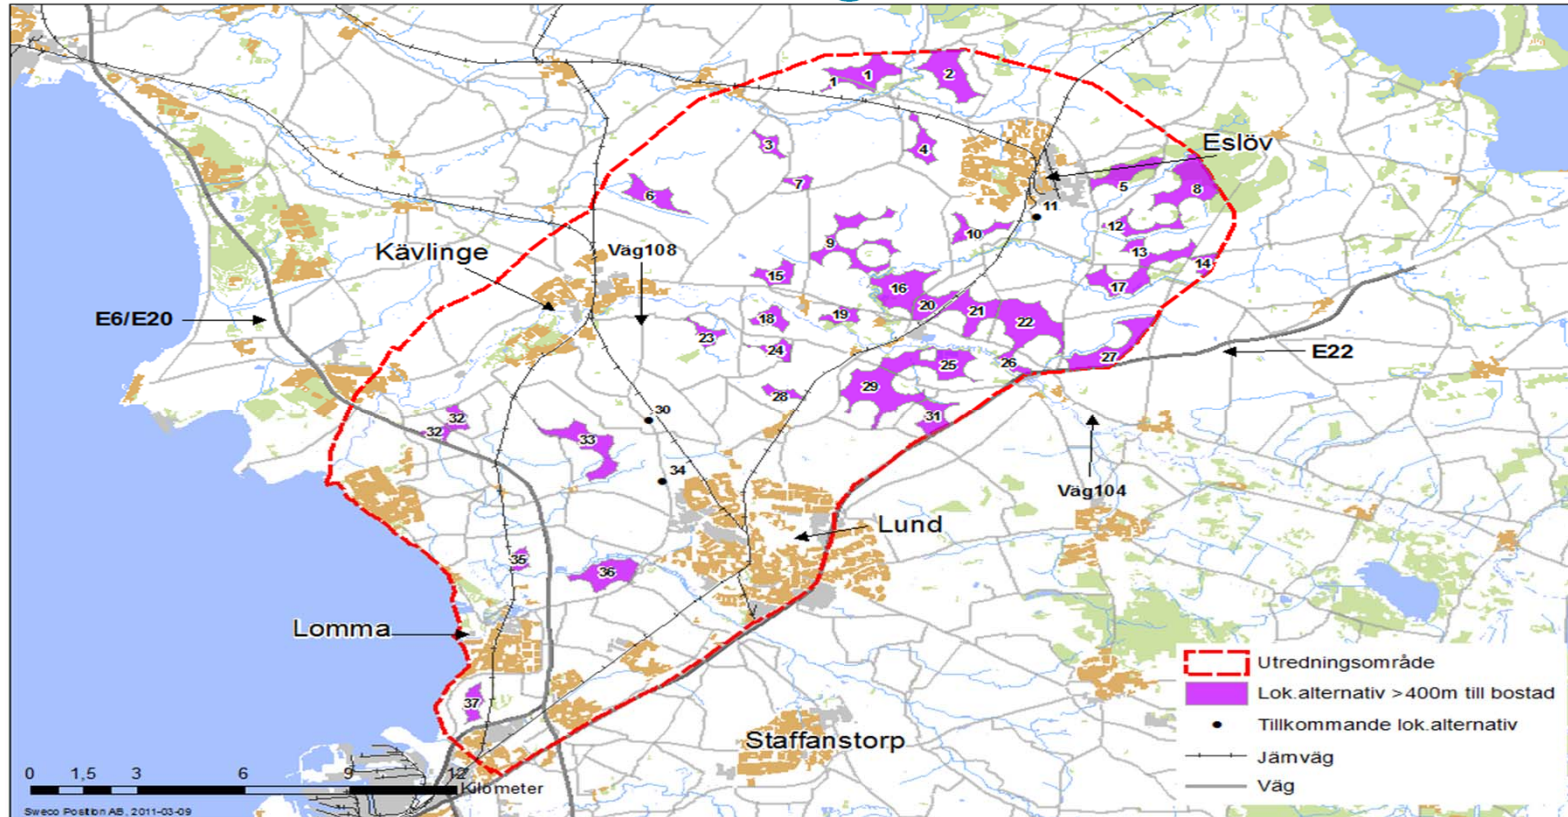 1
1
2
3
4
Eslöv
5
6
7
8
11
12
10
9
13
14
Kävlinge
Väg108
15
16
17
E6/E20
18
19
20
21
22
23
24
25
26
27
E22
28
29
30
31
32
32
33
34
Väg104
Lund
35
36
Lomma
37
Staffanstorp
Utredningsområde
Lok.alternativ >400m till bostad
Tillkommande lok.alternativ
Järnväg
Väg
0 1,5 3 6 9 12
Kilometer
Sweco Position AB, 2011-03-09